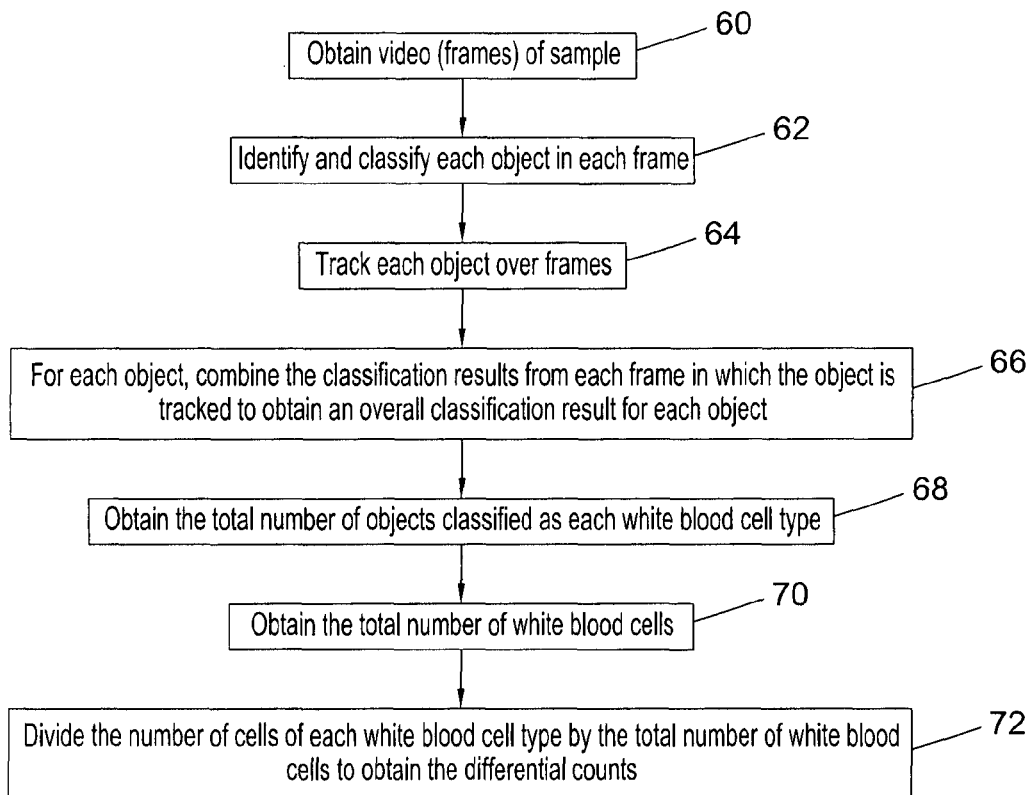 60
Obtain video (frames) of sample
62
Identify and classify each object in each frame
64
Track each object over frames
For each object, combine the classification results from each frame in which the object is
tracked to obtain an overall classification result for each object
66
68
Obtain the total number of objects classified as each white blood cell type
70
Obtain the total number of white blood cells
Divide the number of cells of each white blood cell type by the total number of white blood
cells to obtain the differential counts
72